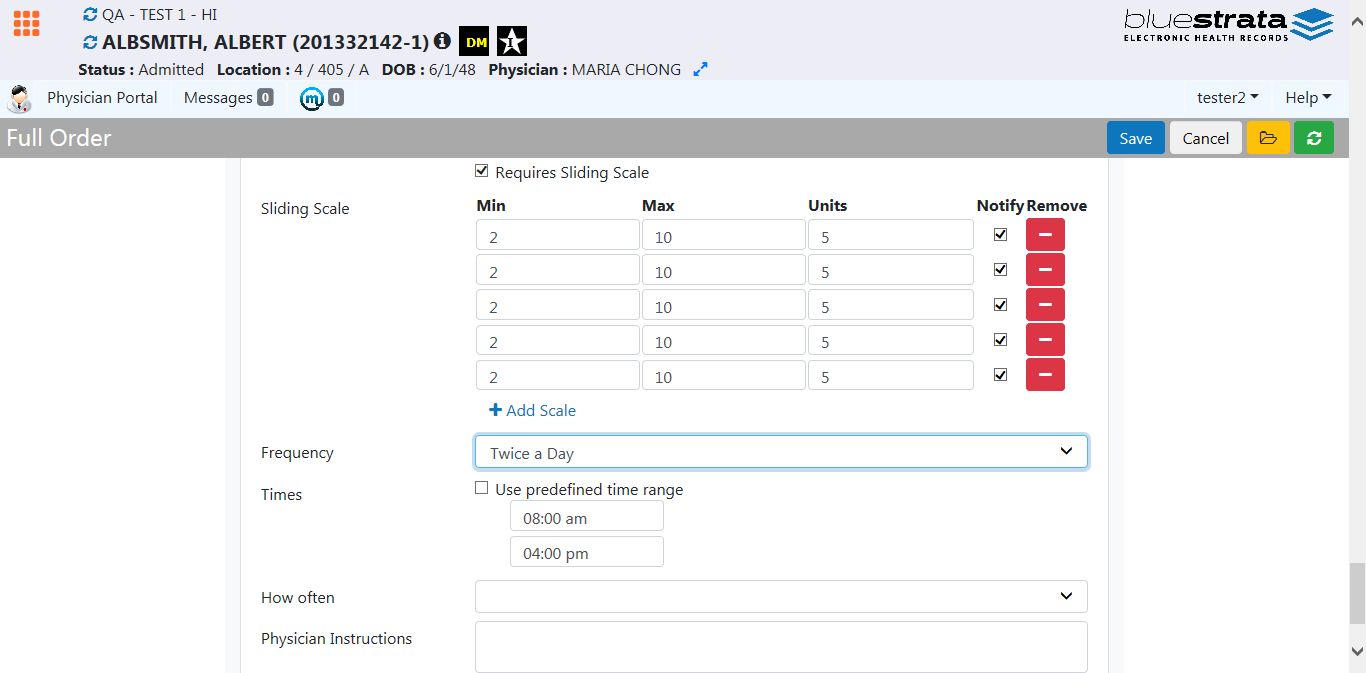 QA - TEST 1 - HI
ALBSMITH, ALBERT (201332142-1) DM 1
Status : Admitted Location : 4 / 405 / A DOB : 6/1/48 Physician : MARIA CHONG
bluestrata
ELECTRONIC HEALTH RECORDS
Physician Portal Messages 0 m 0 tester2 Help
Full Order Save Cancel
Requires Sliding Scale
Sliding Scale Min Max Units Notify Remove
2 10 5
2 10 5
2 10 5
2 10 5
2 10 5
Add Scale
Frequency Twice a Day
Times Use predefined time range
08:00 am
04:00 pm
How often
Physician Instructions